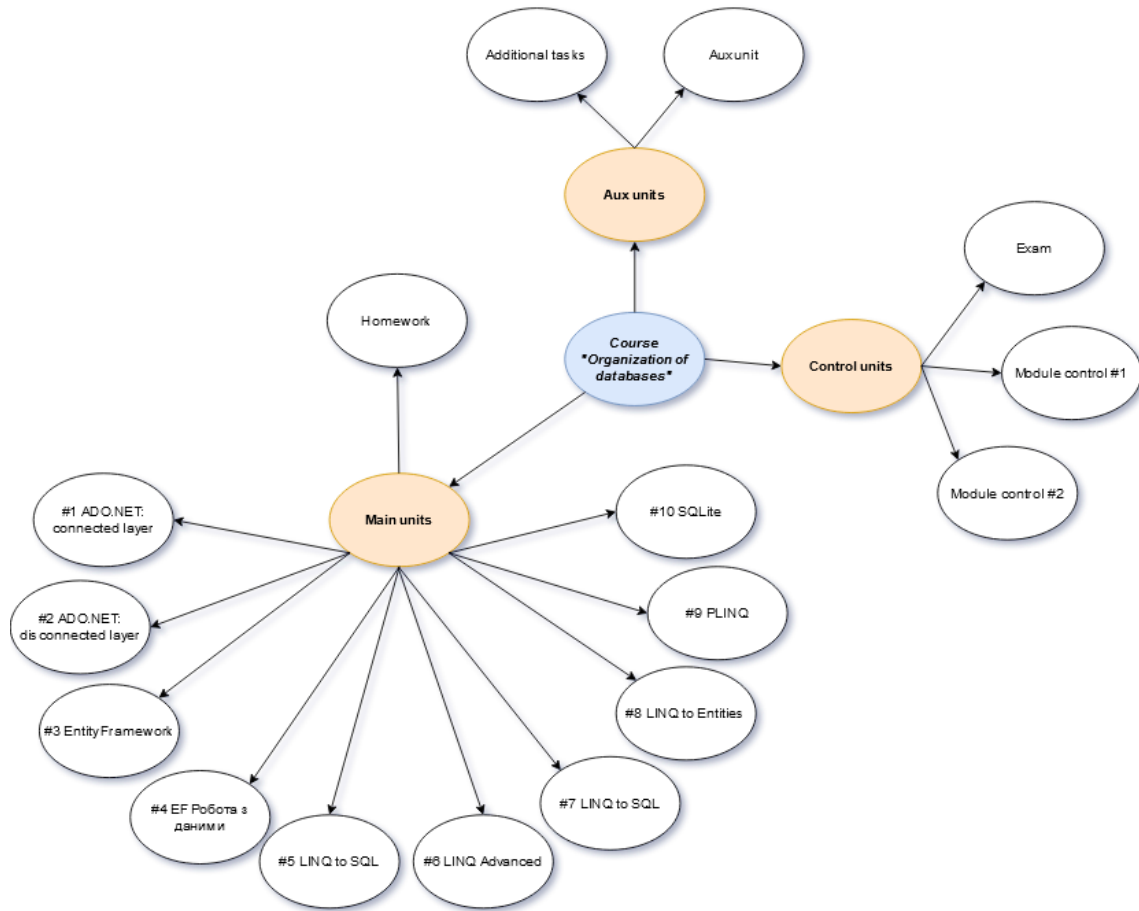 Additional tasks
Aux unit
Aux units
Exam
Homework
Course
"Organization of
databases"
Control units
Module control #1
Module control #2
#1 ADO.NET:
connected layer
Main units
#10 SQLite
#2 ADO.NET:
disconnected layer
#9 PLINQ
#3 Entity Framework
#8 LINQ to Entities
#4 EF Робота з
даними
#7 LINQ to SQL
#5 LINQ to SQL
#6 LINQ Advanced